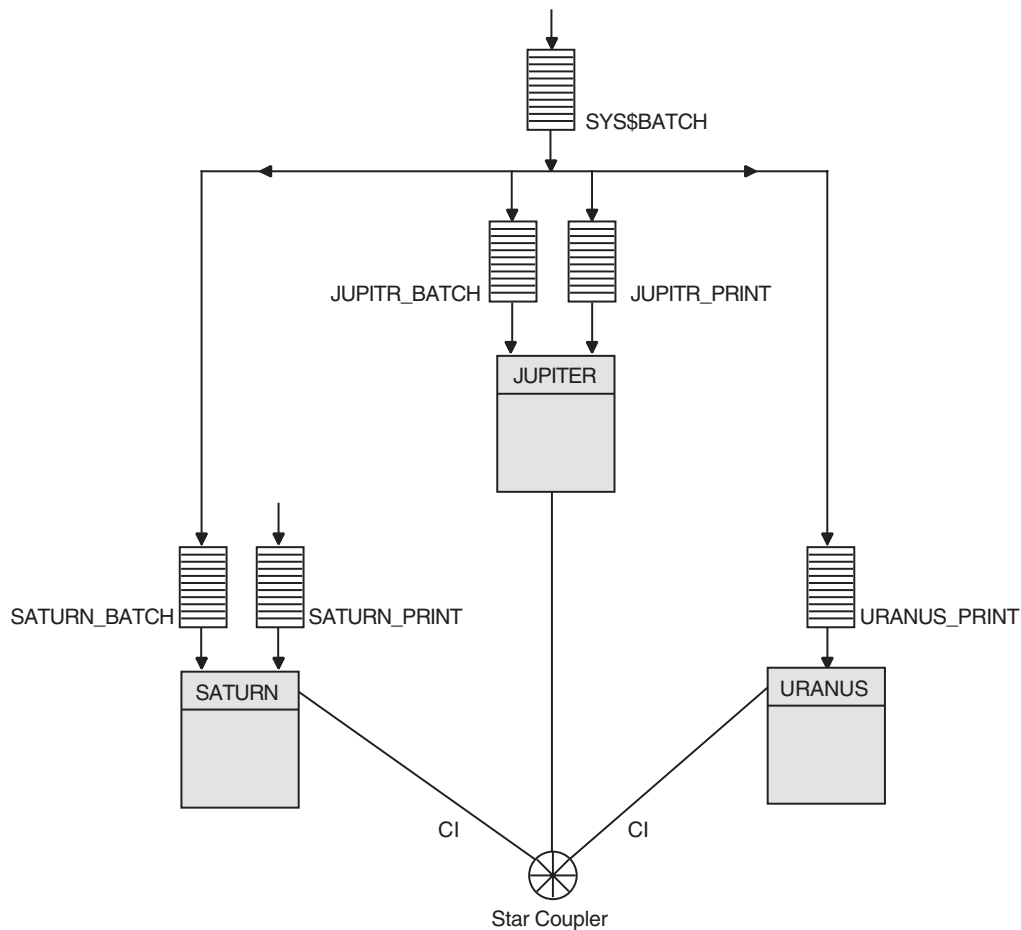 SYS$BATCH
JUPITR_BATCH
JUPITR_PRINT
JUPITER
SATURN_BATCH
SATURN_PRINT
URANUS_PRINT
SATURN
URANUS
CI
CI
Star Coupler